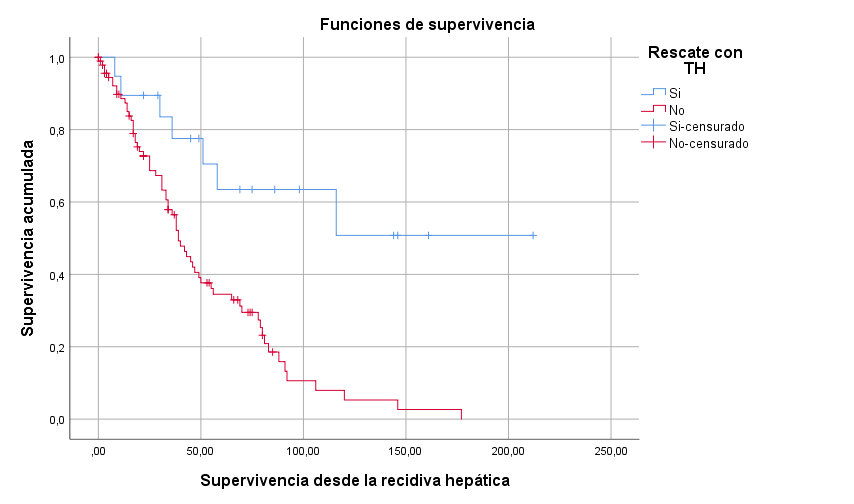 Funciones de supervivencia
Rescate con
TH
Si
No
Si-censurado
No-censurado
Supervivencia acumulada
1,0
0,8
0,6
0,4
0,2
0,0
,00
50,00
100,00
150,00
200,00
250,00
Supervivencia desde la recidiva hepática